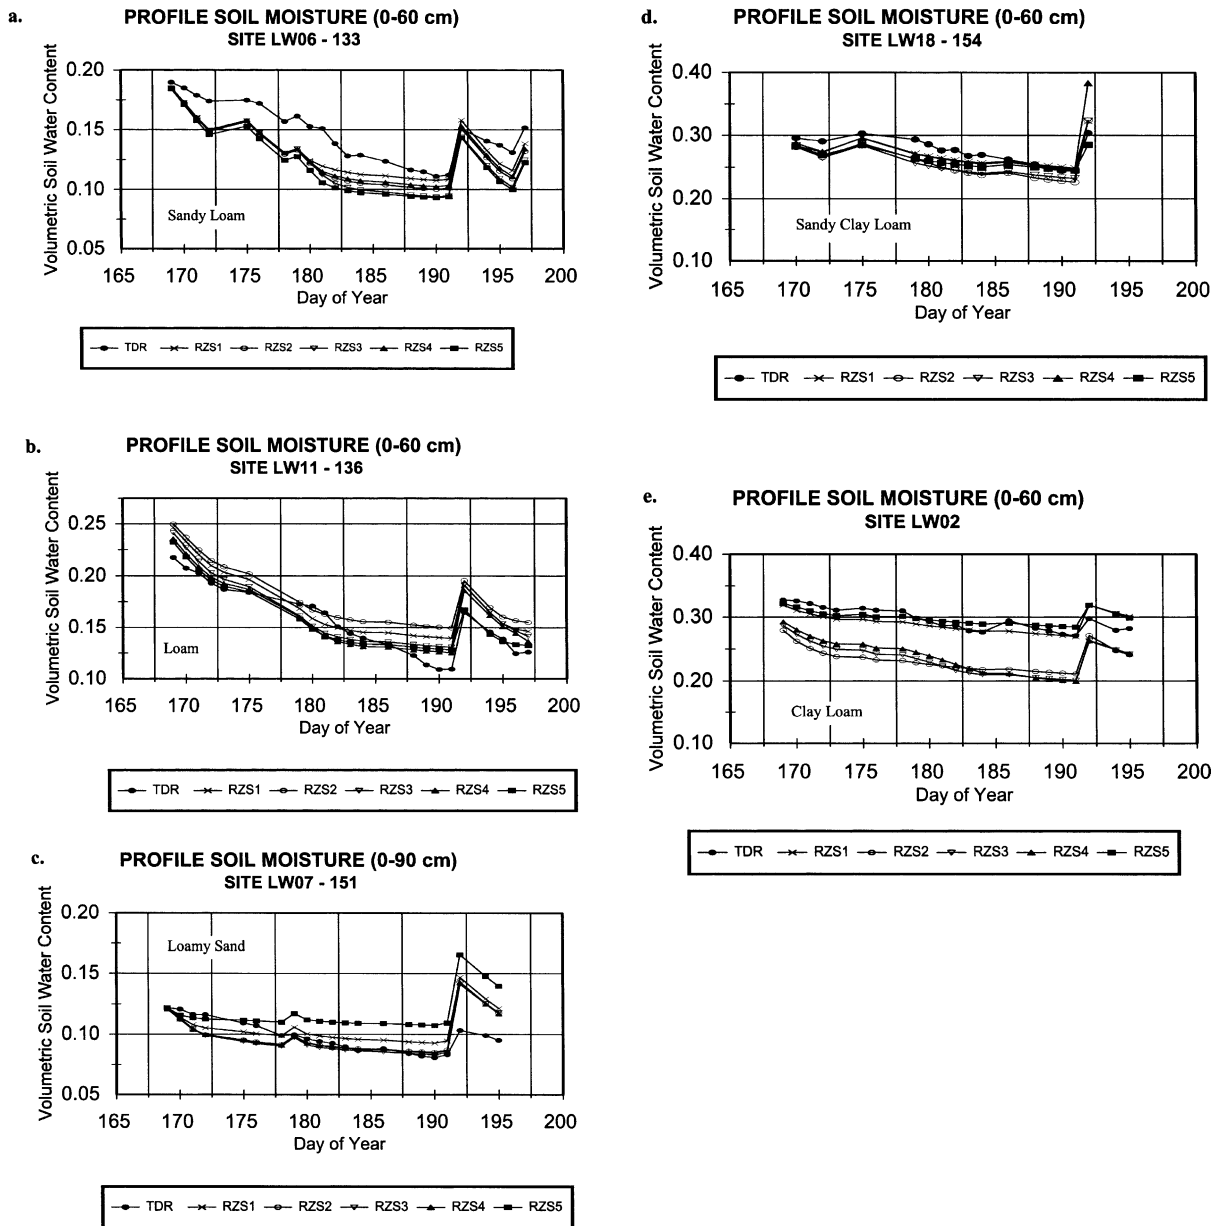 a.
PROFILE SOIL MOISTURE (0-60 cm)
SITE LW06 - 133
Volumetric Soil Water Content
0.20
0.15
0.10
0.05
Sandy Loam
165 170 175 180 185 190 195 200
Day of Year
TDR RZS1 RZS2 RZS3 RZS4 RZS5
b.
PROFILE SOIL MOISTURE (0-60 cm)
SITE LW11 - 136
Volumetric Soil Water Content
0.25
0.20
0.15
0.10
Loam
165 170 175 180 185 190 195 200
Day of Year
TDR RZS1 RZS2 RZS3 RZS4 RZS5
c.
PROFILE SOIL MOISTURE (0-90 cm)
SITE LW07 - 151
Volumetric Soil Water Content
0.20
0.15
0.10
0.05
Loamy Sand
165 170 175 180 185 190 195 200
Day of Year
TDR RZS1 RZS2 RZS3 RZS4 RZS5
d.
PROFILE SOIL MOISTURE (0-60 cm)
SITE LW18 - 154
Volumetric Soil Water Content
0.40
0.30
0.20
0.10
Sandy Clay Loam
165 170 175 180 185 190 195 200
Day of Year
TDR RZS1 RZS2 RZS3 RZS4 RZS5
e.
PROFILE SOIL MOISTURE (0-60 cm)
SITE LW02
Volumetric Soil Water Content
0.40
0.30
0.20
0.10
Clay Loam
165 170 175 180 185 190 195 200
Day of Year
TDR RZS1 RZS2 RZS3 RZS4 RZS5